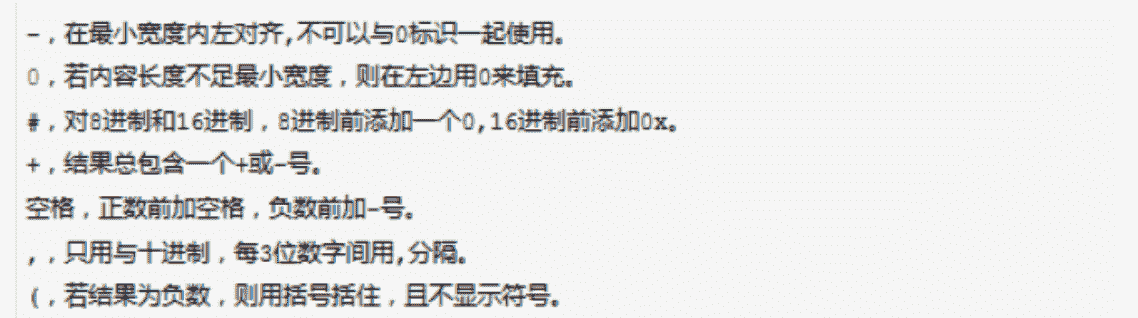 -，在最小宽度内左对齐,不可以与0标识一起使用。
0，若内容长度不足最小宽度，则在左边用0来填充。
#，对8进制和16进制，8进制前添加一个0,16进制前添加0x。
+，结果总包含一个+或-号。
空格，正数前加空格，负数前加-号。
,，只用与十进制，每3位数字间用,分隔。
(，若结果为负数，则用括号括住，且不显示符号。